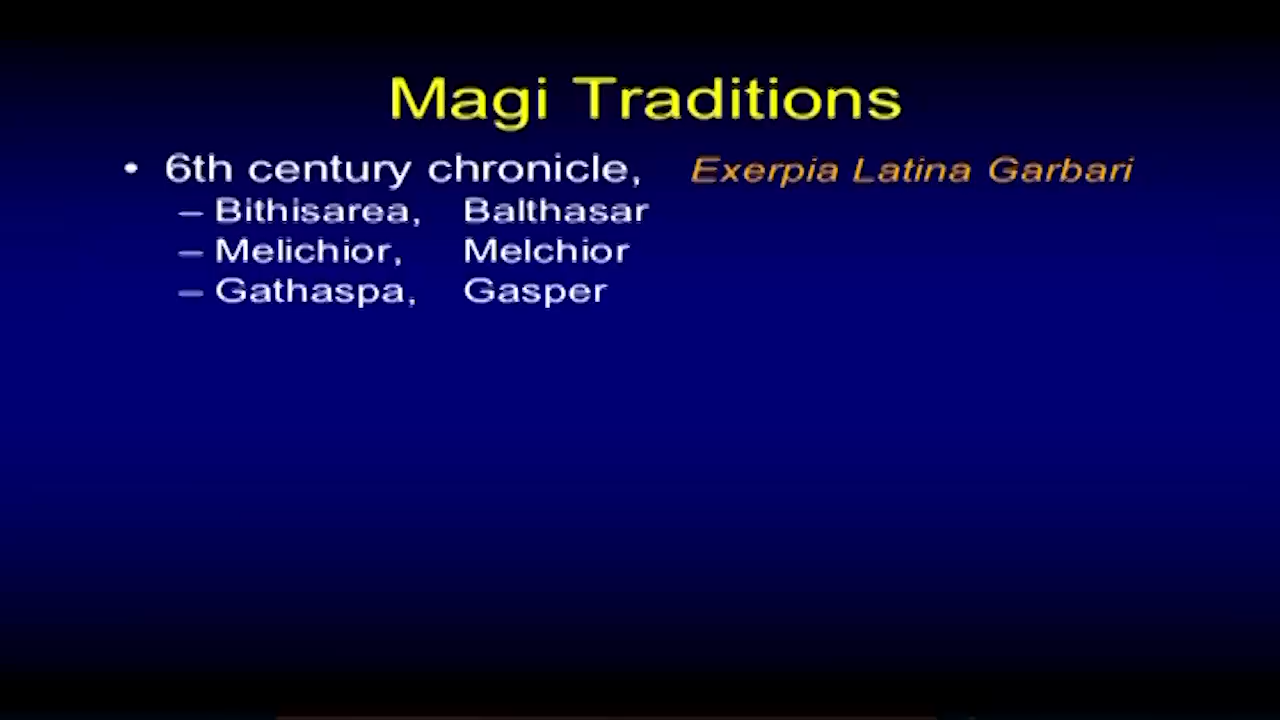 Magi Traditions
• 6th century chronicle, Exerpia Latina Garbari
– Bithisarea, Balthasar
– Melichior, Melchior
– Gathaspa, Gasper